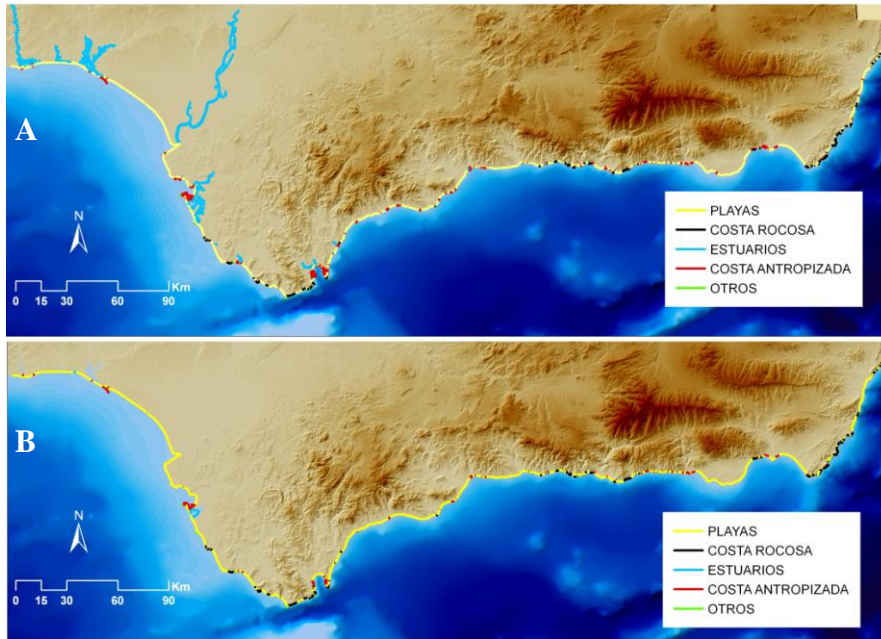 A
N
Km
0 15 30 60 90
PLAYAS
COSTA ROCOSA
ESTUARIOS
COSTA ANTROPIZADA
OTROS
B
N
Km
0 15 30 60 90
PLAYAS
COSTA ROCOSA
ESTUARIOS
COSTA ANTROPIZADA
OTROS